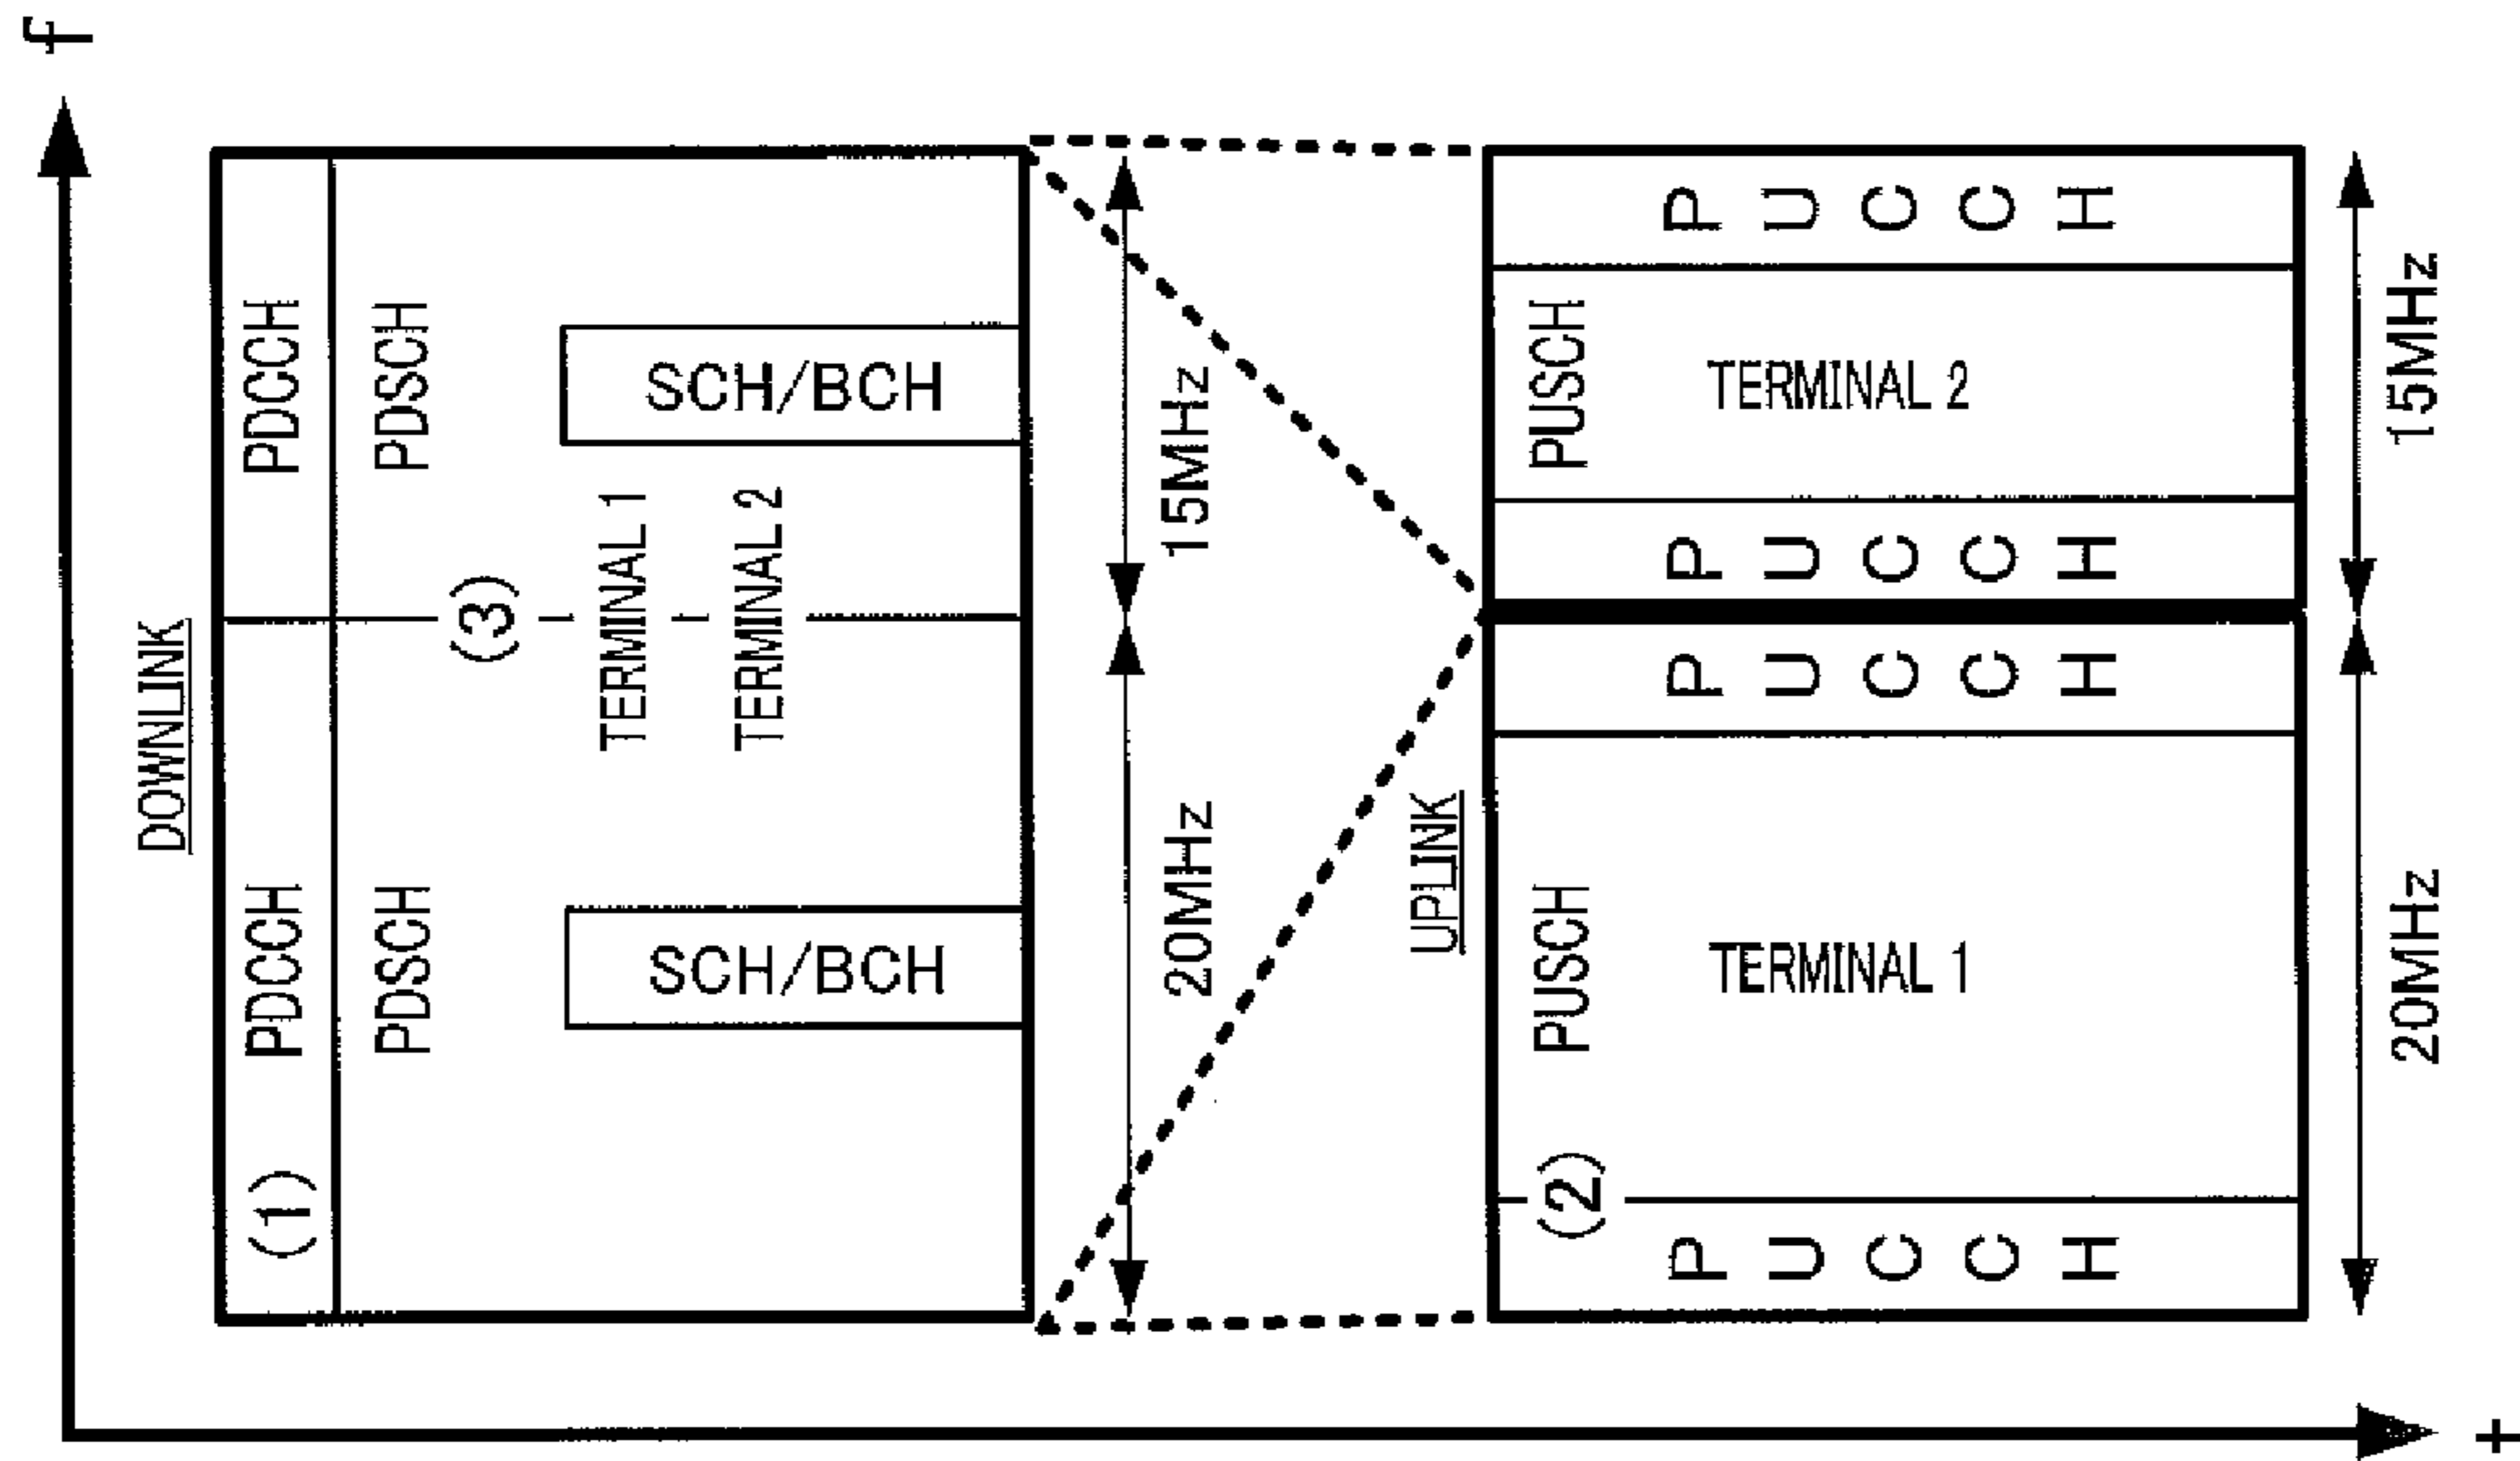 f
DOWNLINK
PDCCH
PDCCH
(1)
PDSCH
PDSCH
(3)
TERMINAL 1
TERMINAL 2
SCH/BCH
SCH/BCH
15MHz
20MHz
UPLINK
PUCCH
PUSCH
TERMINAL 2
PUCCH
PUCCH
PUSCH
TERMINAL 1
(2)
PUCCH
15MHz
20MHz
t